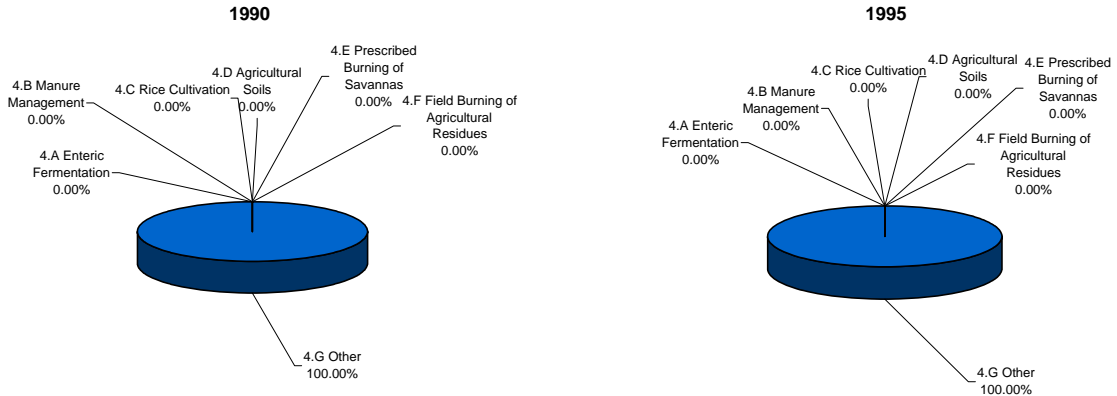 1990
4.A Enteric
Fermentation
0.00%
4.B Manure
Management
0.00%
4.C Rice Cultivation
0.00%
4.D Agricultural
Soils
0.00%
4.E Prescribed
Burning of
Savannas
0.00%
4.F Field Burning of
Agricultural
Residues
0.00%
4.G Other
100.00%
1995
4.A Enteric
Fermentation
0.00%
4.B Manure
Management
0.00%
4.C Rice Cultivation
0.00%
4.D Agricultural
Soils
0.00%
4.E Prescribed
Burning of
Savannas
0.00%
4.F Field Burning of
Agricultural
Residues
0.00%
4.G Other
100.00%